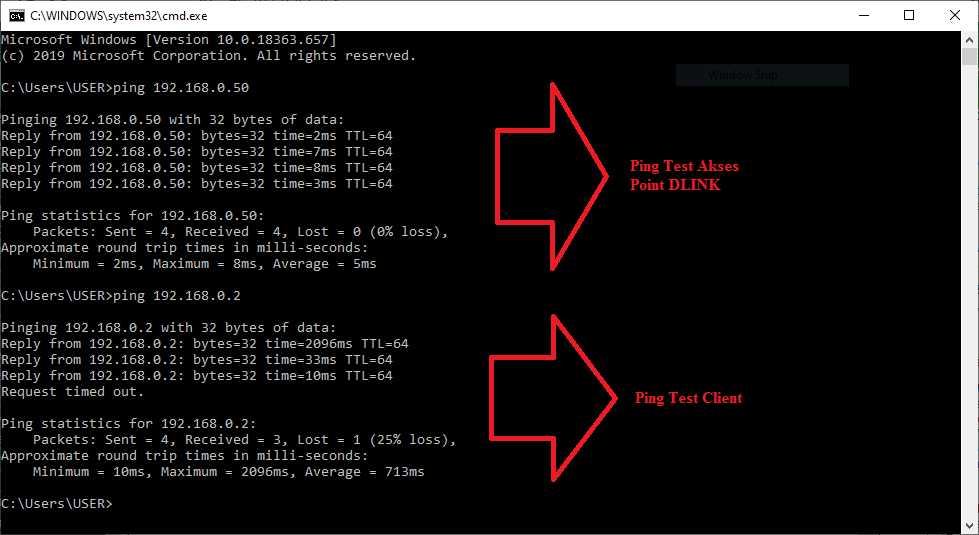 C:\WINDOWS\system32\cmd.exe
Microsoft Windows [Version 10.0.18363.657]
(c) 2019 Microsoft Corporation. All rights reserved.
Window Snip
C:\Users\USER>ping 192.168.0.50
Pinging 192.168.0.50 with 32 bytes of data:
Reply from 192.168.0.50: bytes=32 time=2ms TTL=64
Reply from 192.168.0.50: bytes=32 time=7ms TTL=64
Reply from 192.168.0.50: bytes=32 time=8ms TTL=64
Reply from 192.168.0.50: bytes=32 time=3ms TTL=64
Ping Test Akses
Point DLINK
Ping statistics for 192.168.0.50:
    Packets: Sent = 4, Received = 4, Lost = 0 (0% loss),
Approximate round trip times in milli-seconds:
    Minimum = 2ms, Maximum = 8ms, Average = 5ms
C:\Users\USER>ping 192.168.0.2
Pinging 192.168.0.2 with 32 bytes of data:
Reply from 192.168.0.2: bytes=32 time=2096ms TTL=64
Reply from 192.168.0.2: bytes=32 time=33ms TTL=64
Reply from 192.168.0.2: bytes=32 time=10ms TTL=64
Request timed out.
Ping Test Client
Ping statistics for 192.168.0.2:
    Packets: Sent = 4, Received = 3, Lost = 1 (25% loss),
Approximate round trip times in milli-seconds:
    Minimum = 10ms, Maximum = 2096ms, Average = 713ms
C:\Users\USER>